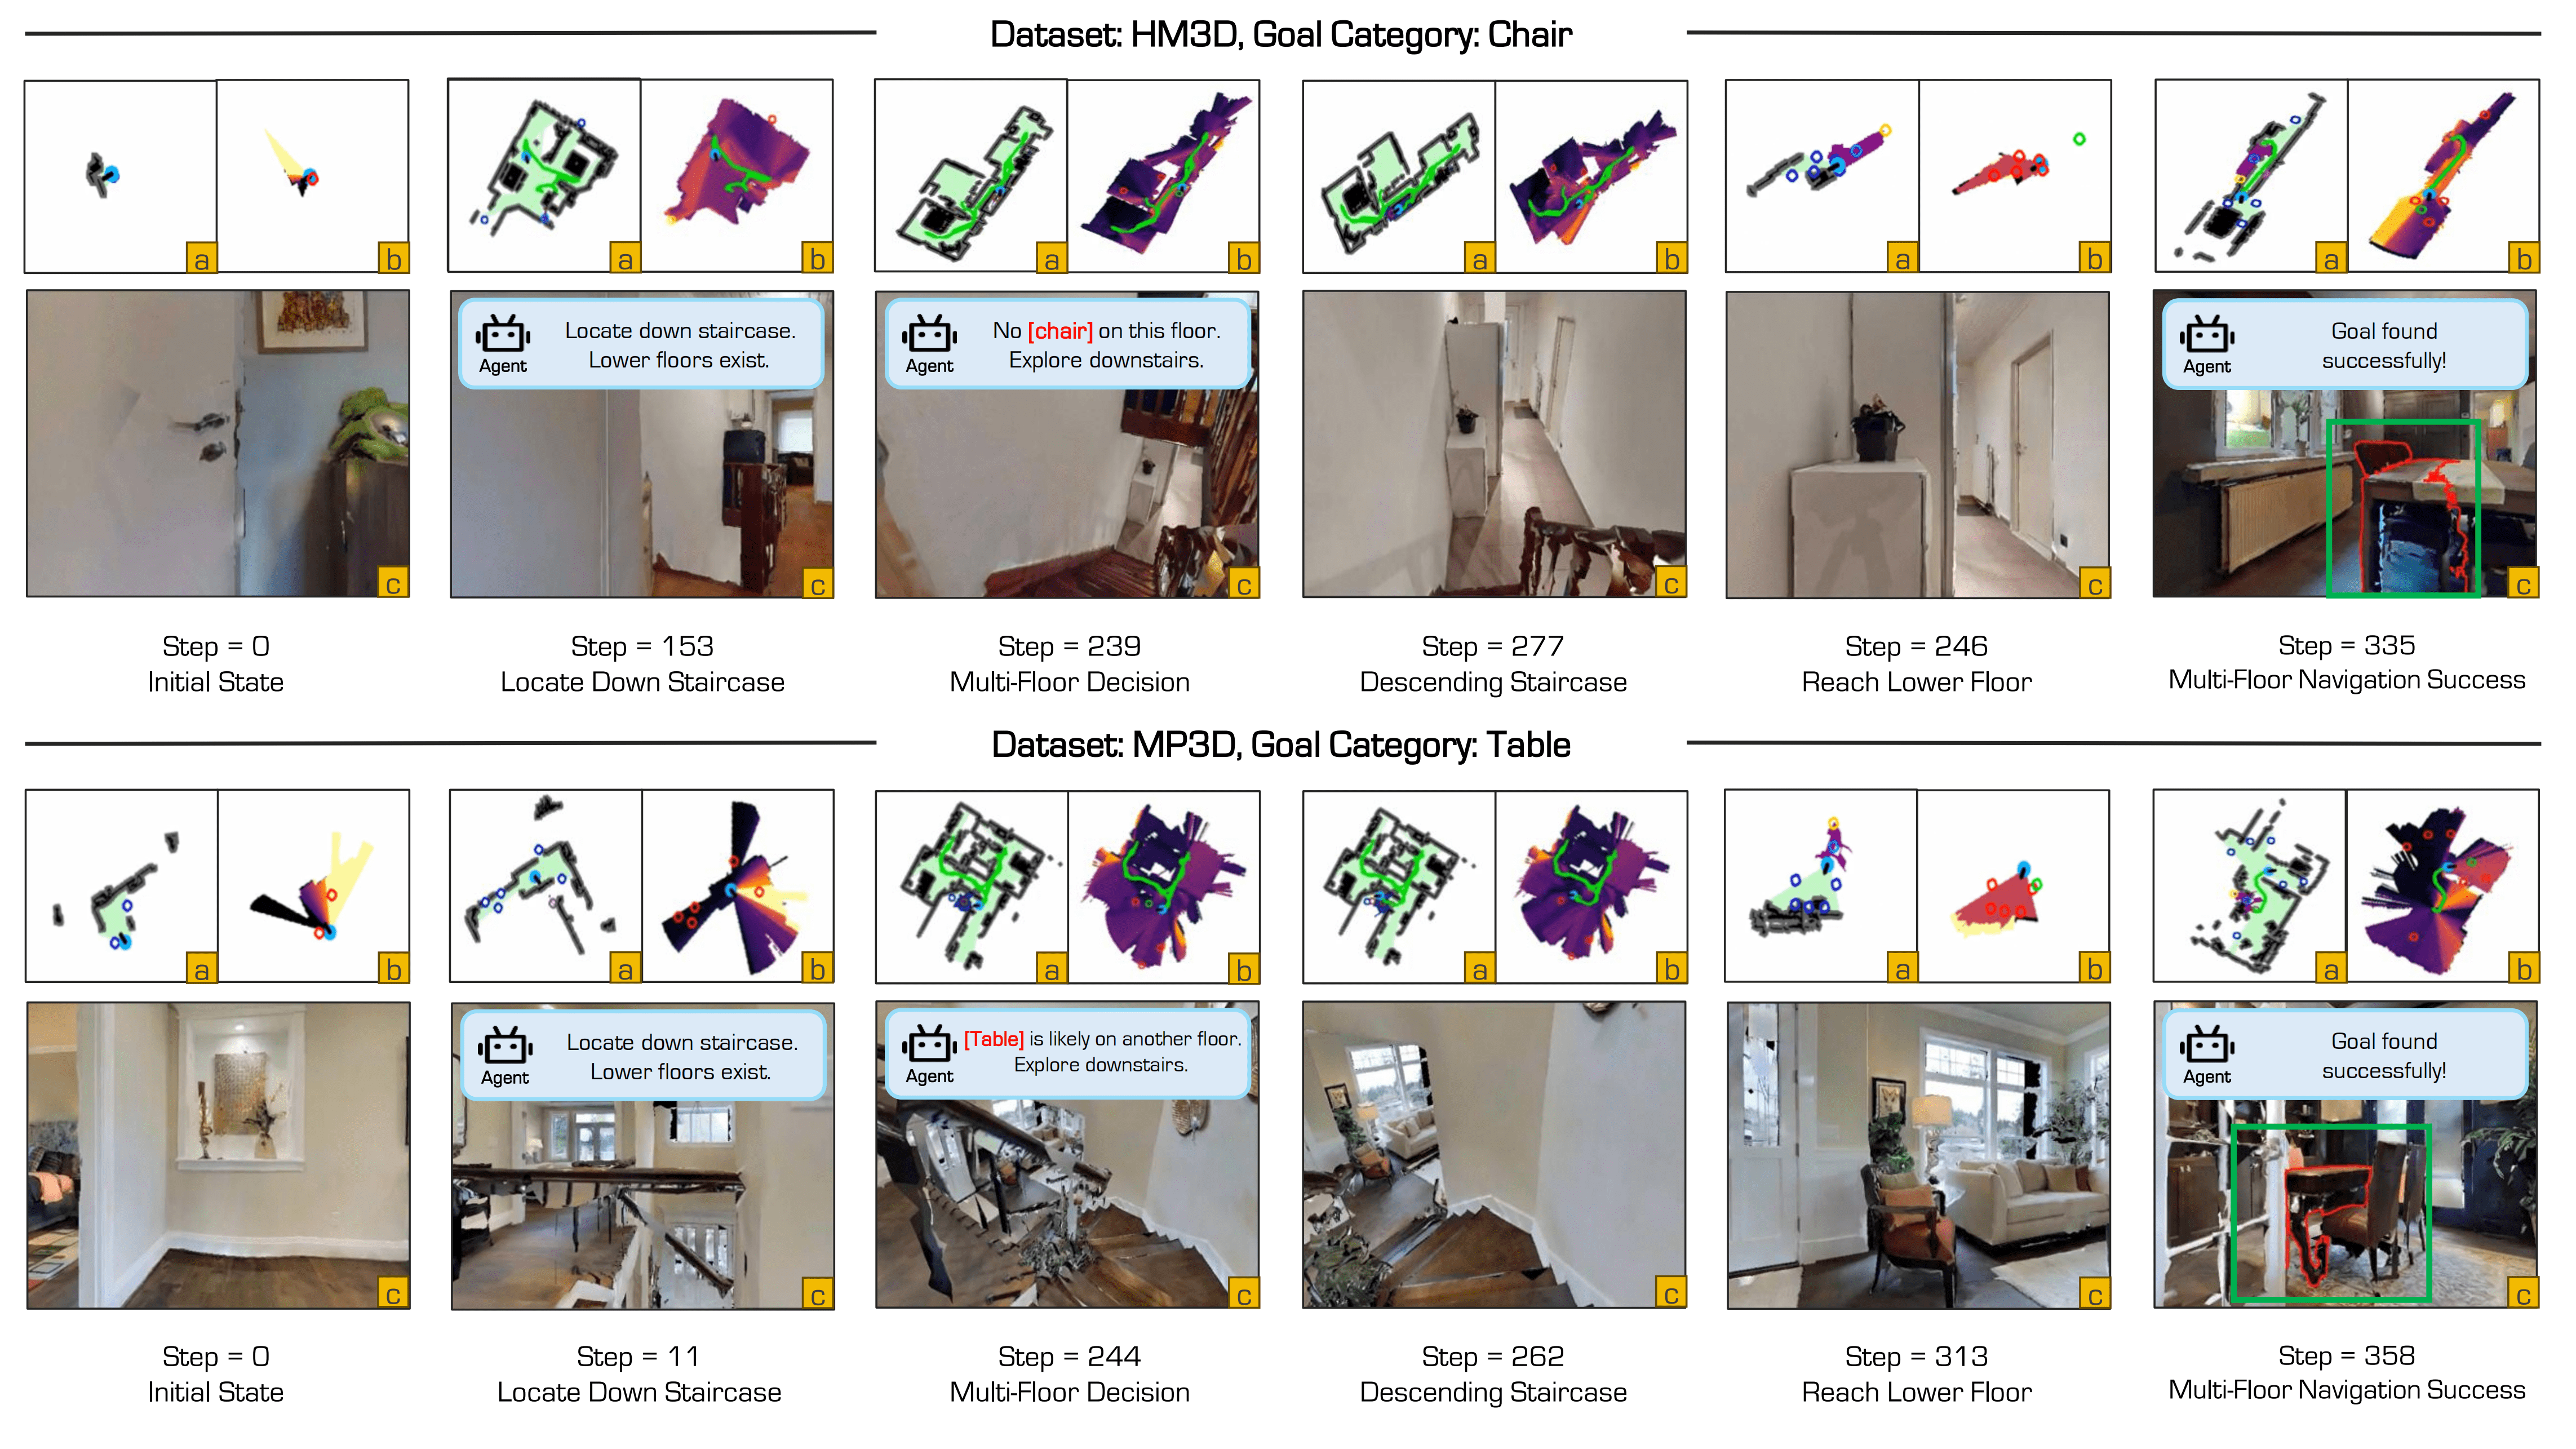 Dataset: HM3D, Goal Category: Chair
a
b
a
b
a
b
a
b
a
b
a
b
Agent
Locate down staircase.
Lower floors exist.
Agent
No [chair] on this floor.
Explore downstairs.
Agent
Goal found
successfully!
c
c
c
c
c
c
Step = 0
Initial State
Step = 153
Locate Down Staircase
Step = 239
Multi-Floor Decision
Step = 277
Descending Staircase
Step = 246
Reach Lower Floor
Step = 335
Multi-Floor Navigation Success
Dataset: MP3D, Goal Category: Table
a
b
a
b
a
b
a
b
a
b
a
b
Agent
Locate down staircase.
Lower floors exist.
Agent
[Table] is likely on another floor.
Explore downstairs.
Agent
Goal found
successfully!
c
c
c
c
c
c
Step = 0
Initial State
Step = 11
Locate Down Staircase
Step = 244
Multi-Floor Decision
Step = 262
Descending Staircase
Step = 313
Reach Lower Floor
Step = 358
Multi-Floor Navigation Success